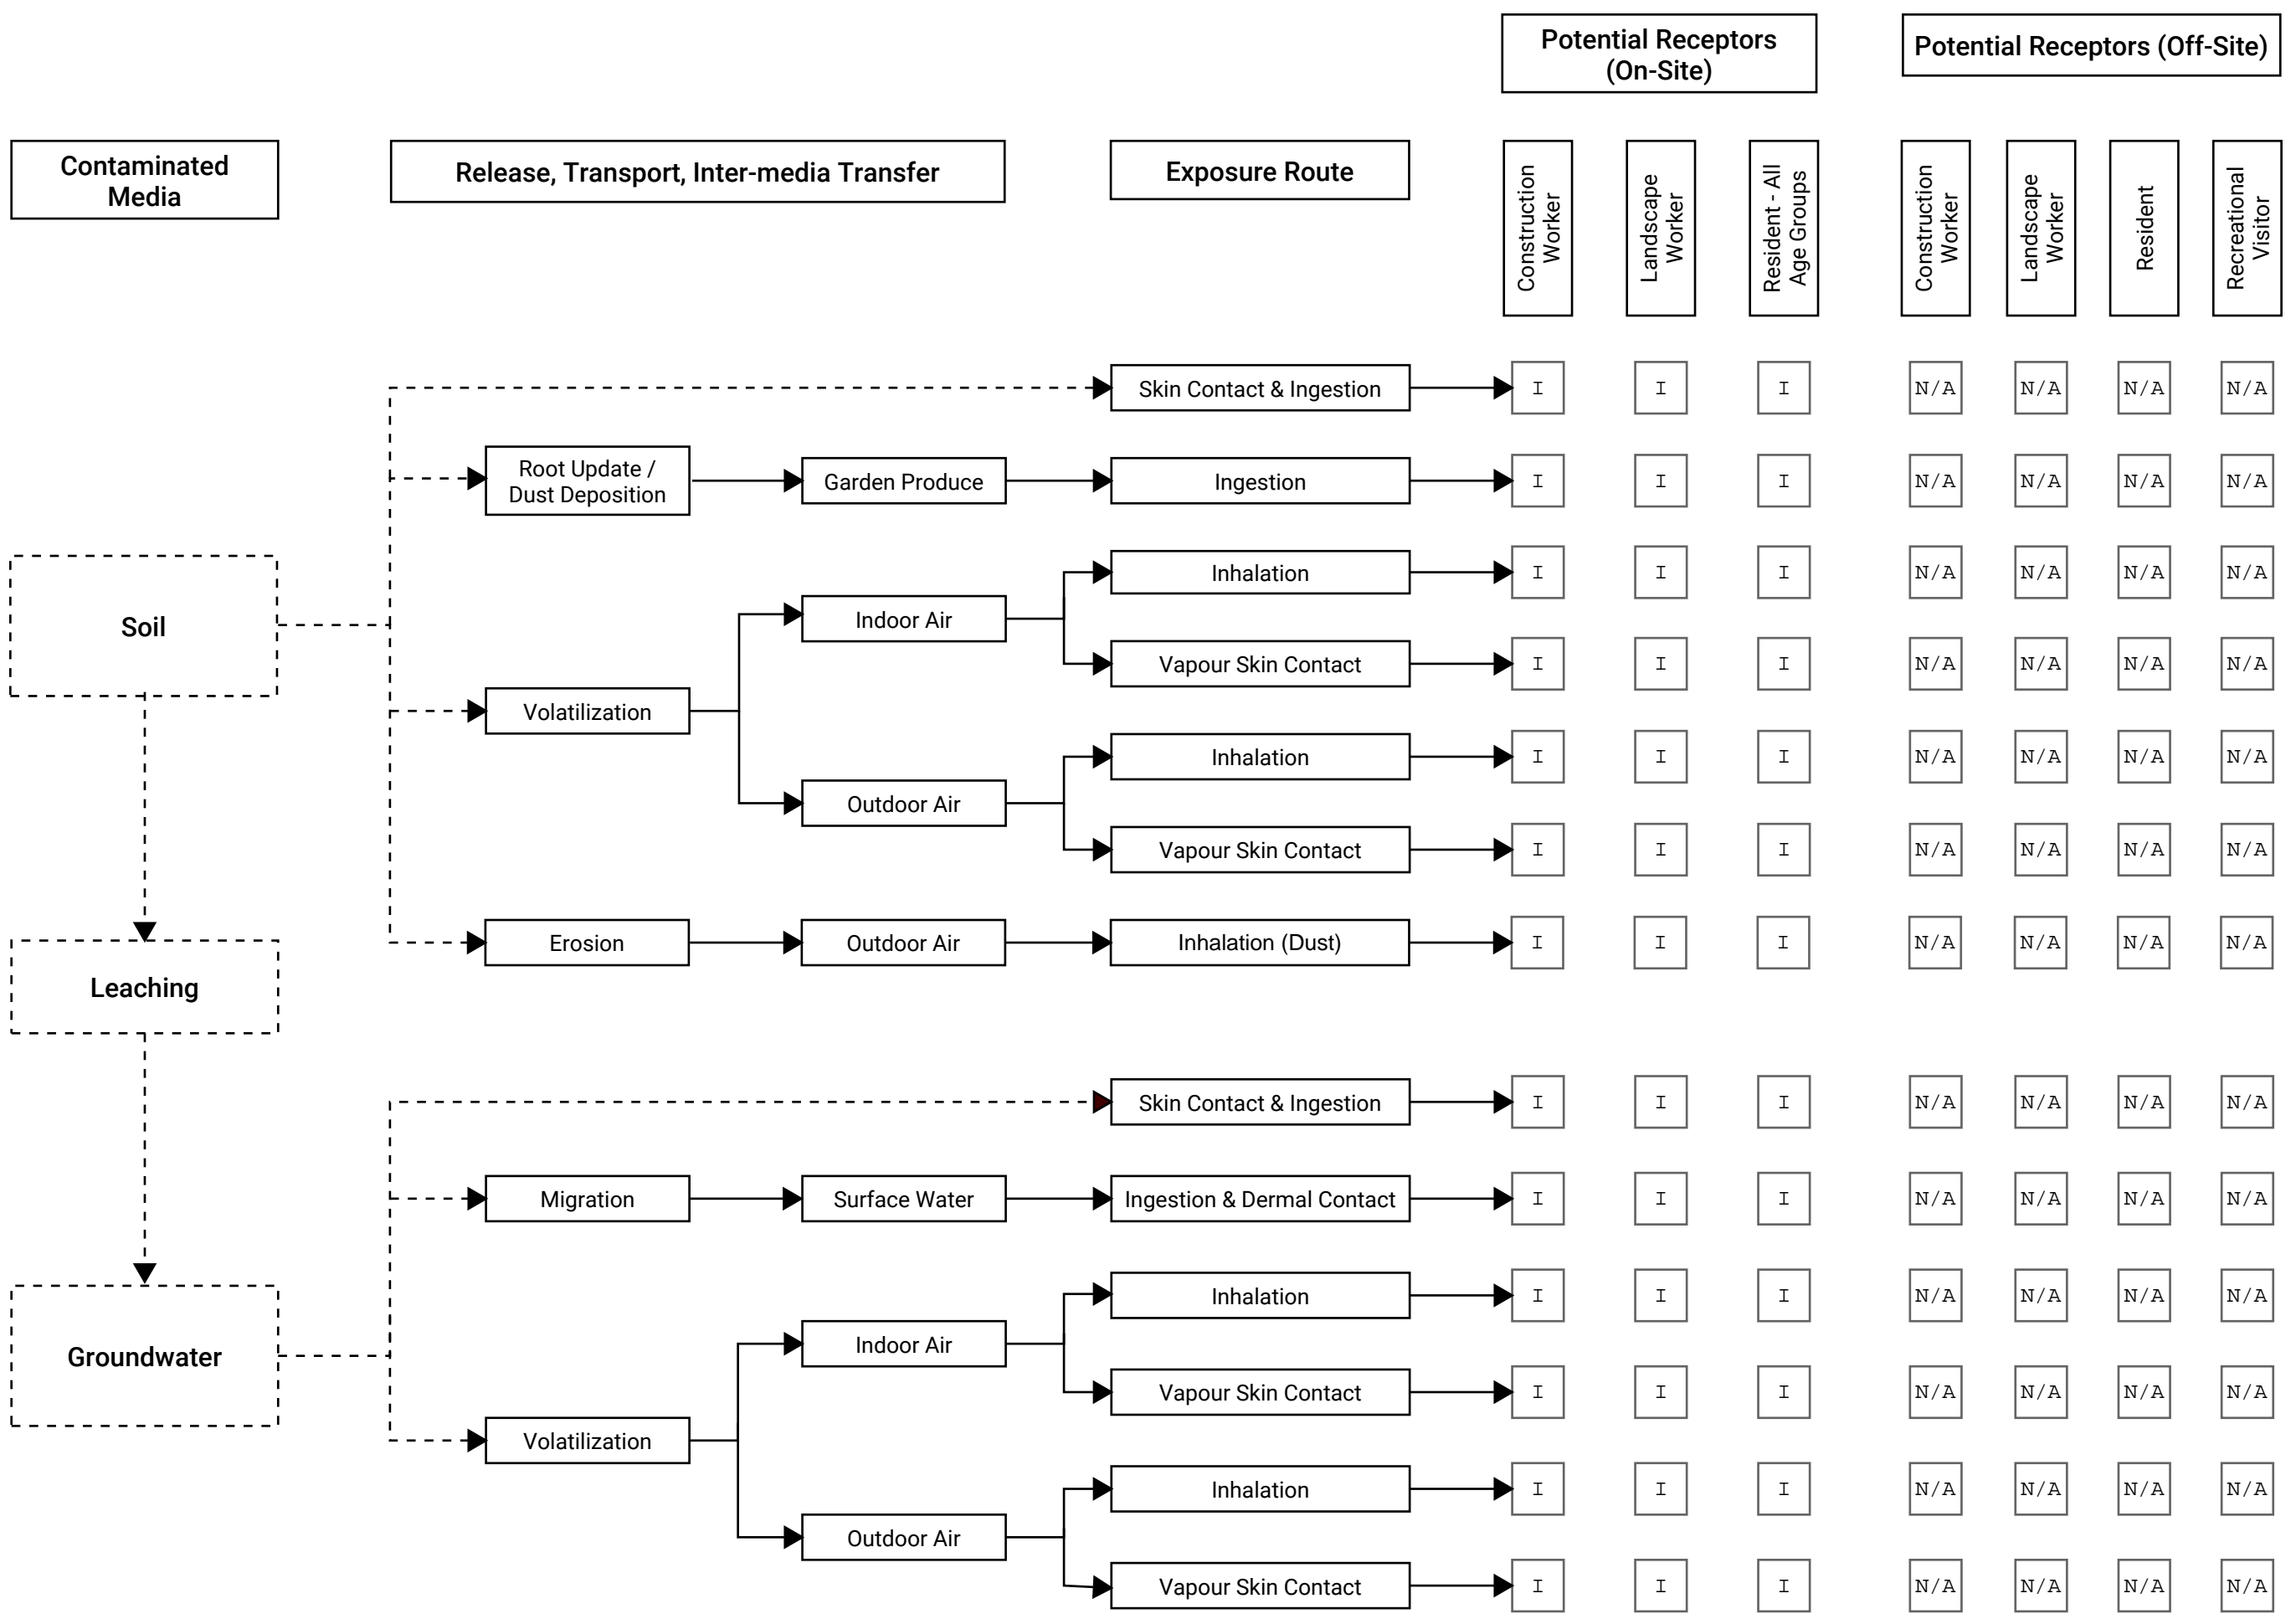 Potential Receptors
(On-Site)
Potential Receptors (Off-Site)
Contaminated
Media
Release, Transport, Inter-media Transfer
Exposure Route
Construction
Worker
Landscape
Worker
Resident - All
Age Groups
Construction
Worker
Landscape
Worker
Resident
Recreational
Visitor
Skin Contact & Ingestion
I I I N/A N/A N/A N/A
Root Update /
Dust Deposition
Garden Produce
Ingestion
I I I N/A N/A N/A N/A
Soil
Volatilization
Indoor Air
Inhalation
I I I N/A N/A N/A N/A
Vapour Skin Contact
I I I N/A N/A N/A N/A
Outdoor Air
Inhalation
I I I N/A N/A N/A N/A
Vapour Skin Contact
I I I N/A N/A N/A N/A
Erosion
Outdoor Air
Inhalation (Dust)
I I I N/A N/A N/A N/A
Leaching
Skin Contact & Ingestion
I I I N/A N/A N/A N/A
Migration
Surface Water
Ingestion & Dermal Contact
I I I N/A N/A N/A N/A
Groundwater
Volatilization
Indoor Air
Inhalation
I I I N/A N/A N/A N/A
Vapour Skin Contact
I I I N/A N/A N/A N/A
Outdoor Air
Inhalation
I I I N/A N/A N/A N/A
Vapour Skin Contact
I I I N/A N/A N/A N/A